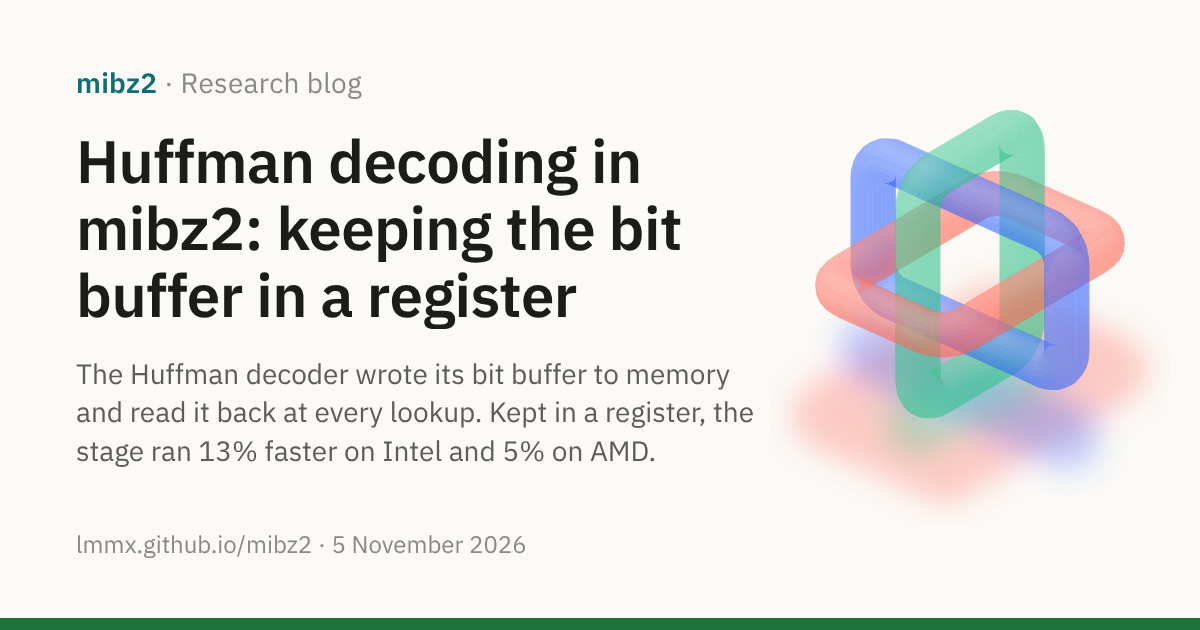 mibz2 · Research blog
Huffman decoding in
mibz2: keeping the bit
buffer in a register
The Huffman decoder wrote its bit buffer to memory
and read it back at every lookup. Kept in a register, the
stage ran 13% faster on Intel and 5% on AMD.
lmmx.github.io/mibz2 · 5 November 2026